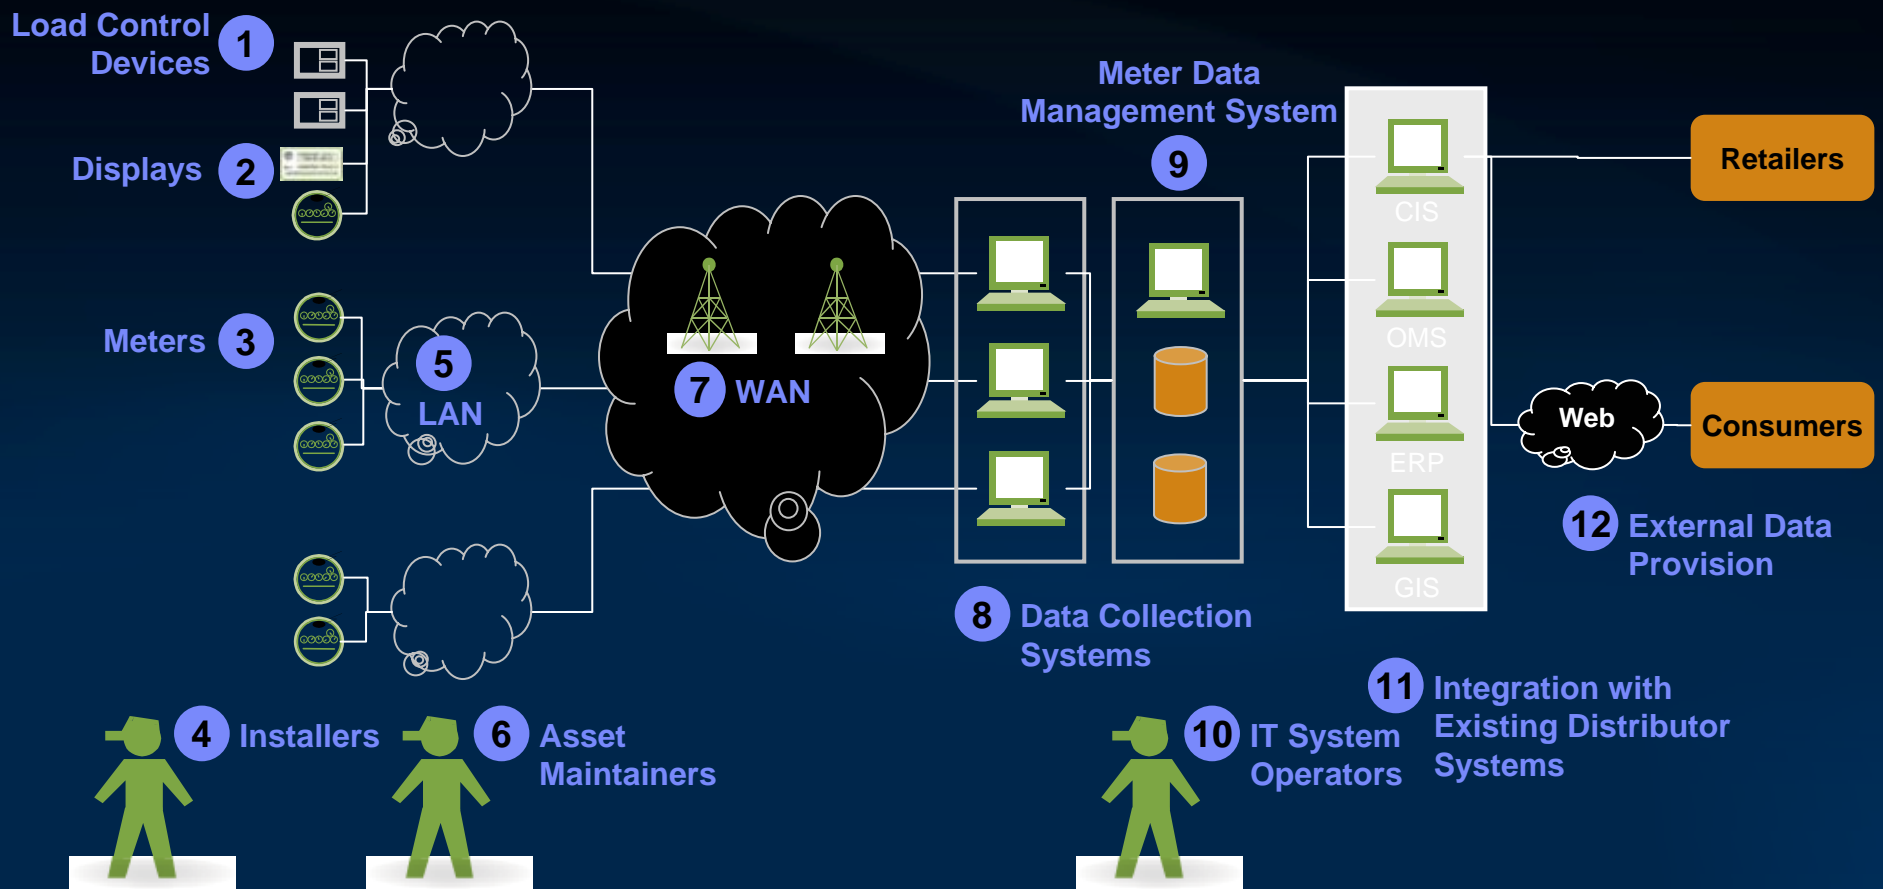 Load Control
Devices
1
Displays
2
Meters
3
5
LAN
7
WAN
Meter Data
Management System
9
CIS
OMS
ERP
GIS
Retailers
Web
Consumers
12
External Data
Provision
8
Data Collection
Systems
11
Integration with
Existing Distributor
Systems
4
Installers
6
Asset
Maintainers
10
IT System
Operators